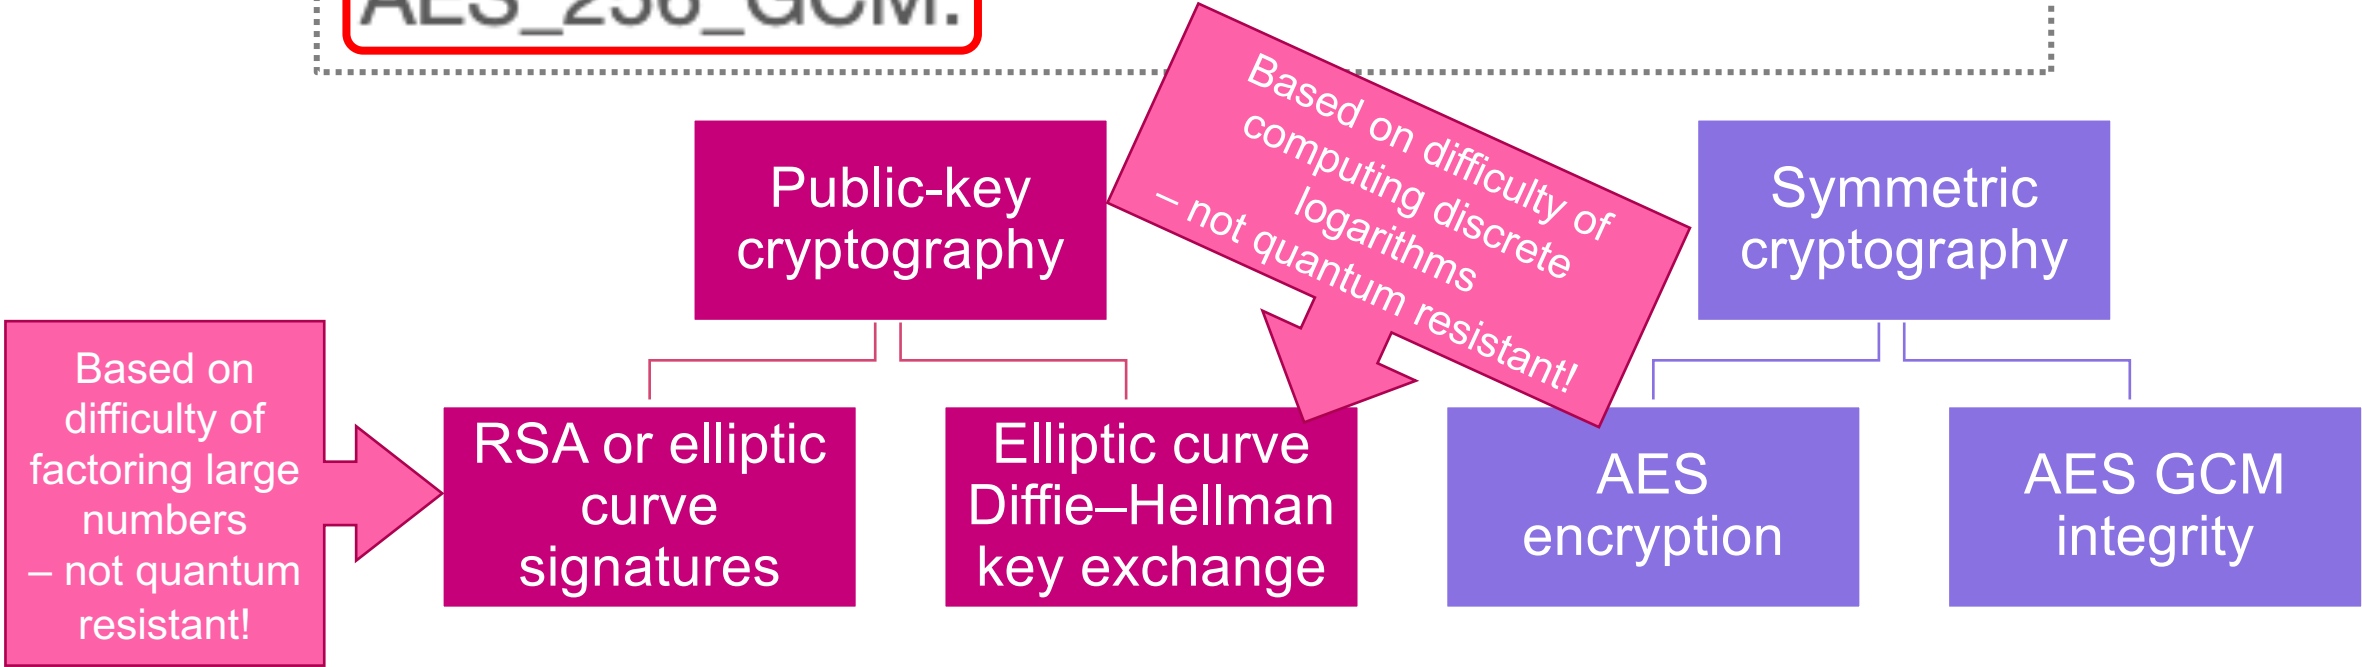 AES_256_GCM.
Public-key
cryptography
Based on difficulty of
computing discrete
logarithms
– not quantum resistant!
Symmetric
cryptography
Based on
difficulty of
factoring large
numbers
– not quantum
resistant!
RSA or elliptic
curve
signatures
Elliptic curve
Diffie–Hellman
key exchange
AES
encryption
AES GCM
integrity